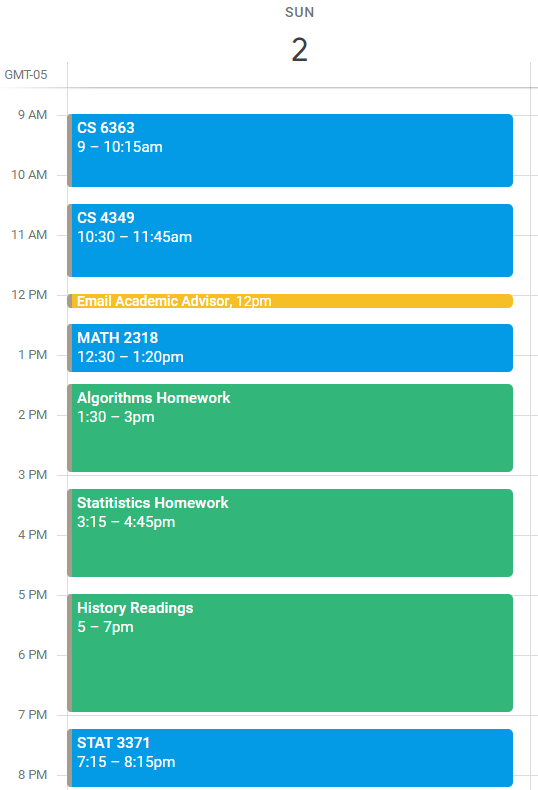 SUN
2
GMT-05
9 AM
CS 6363
9 – 10:15am
10 AM
CS 4349
11 AM
10:30 – 11:45am
12 PM
Email Academic Advisor, 12pm
MATH 2318
1 PM
12:30 – 1:20pm
Algorithms Homework
2 PM
1:30 – 3pm
3 PM
Statitistics Homework
3:15 – 4:45pm
4 PM
5 PM
History Readings
5 – 7pm
6 PM
7 PM
STAT 3371
7:15 – 8:15pm
8 PM